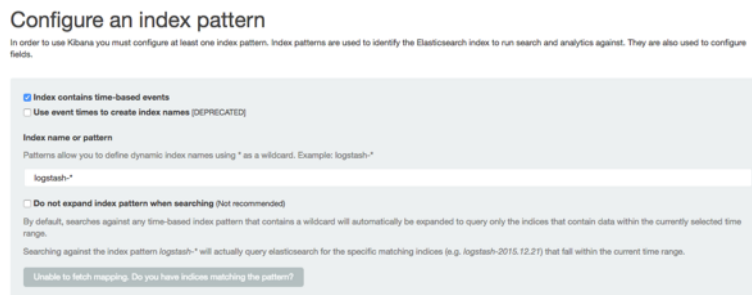 Configure an index pattern
In order to use Kibana you must configure at least one index pattern. Index patterns are used to identify the Elasticsearch index to run search and analytics against. They are also used to configure
fields.
Index contains time-based events
Use event times to create index names [DEPRECATED]
Index name or pattern
Patterns allow you to define dynamic index names using * as a wildcard. Example: logstash-*
logstash-*
Do not expand index pattern when searching (Not recommended)
By default, searches against any time-based index pattern that contains a wildcard will automatically be expanded to query only the indices that contain data within the currently selected time
range.
Searching against the index pattern logstash-* will actually query elasticsearch for the specific matching indices (e.g. logstash-2015.12.21) that fall within the current time range.
Unable to fetch mapping. Do you have indices matching the pattern?